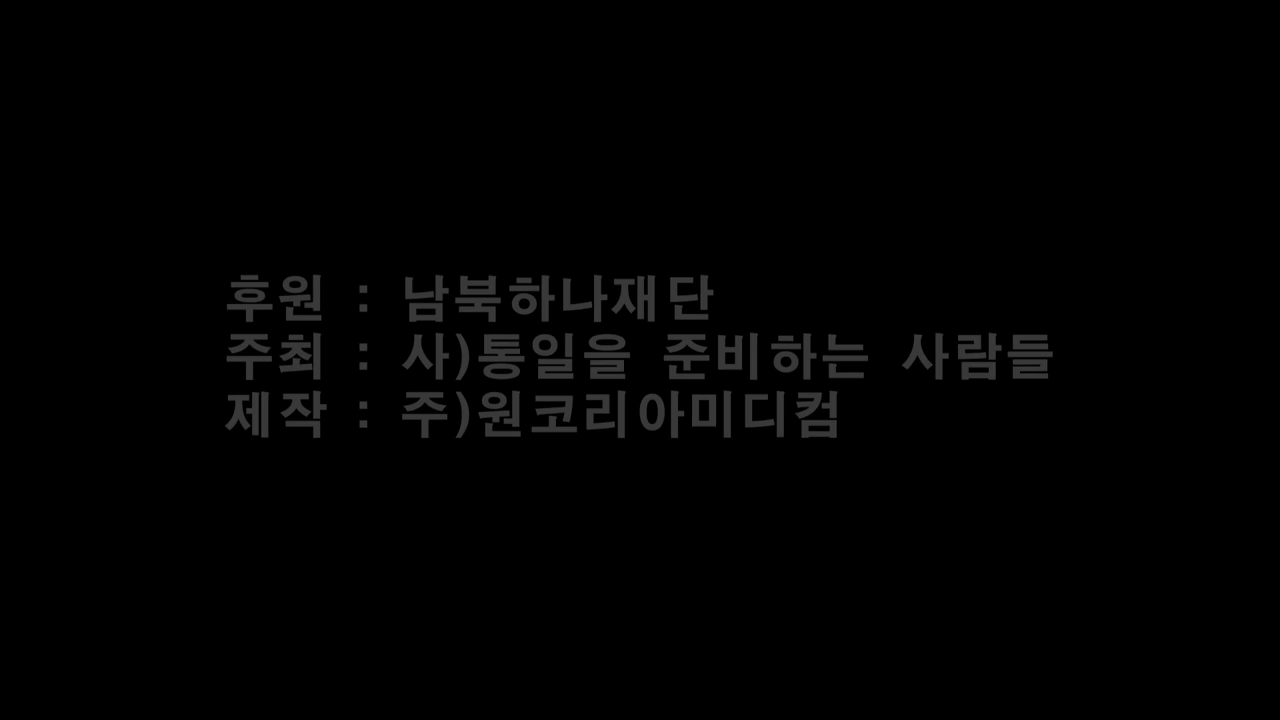 후원 : 남북하나재단
주최 : 사)통일을 준비하는 사람들
제작 : 주)원코리아미디컴